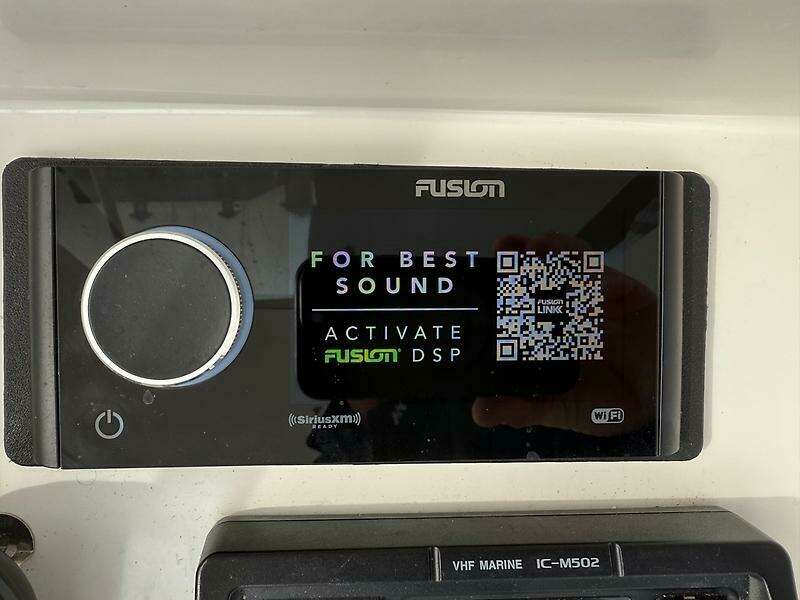 FUSION
FOR BEST
SOUND
ACTIVATE
FUSION® DSP
FUSION
LINK
SiriusXM
READY
WiFi
VHF MARINE IC-M502